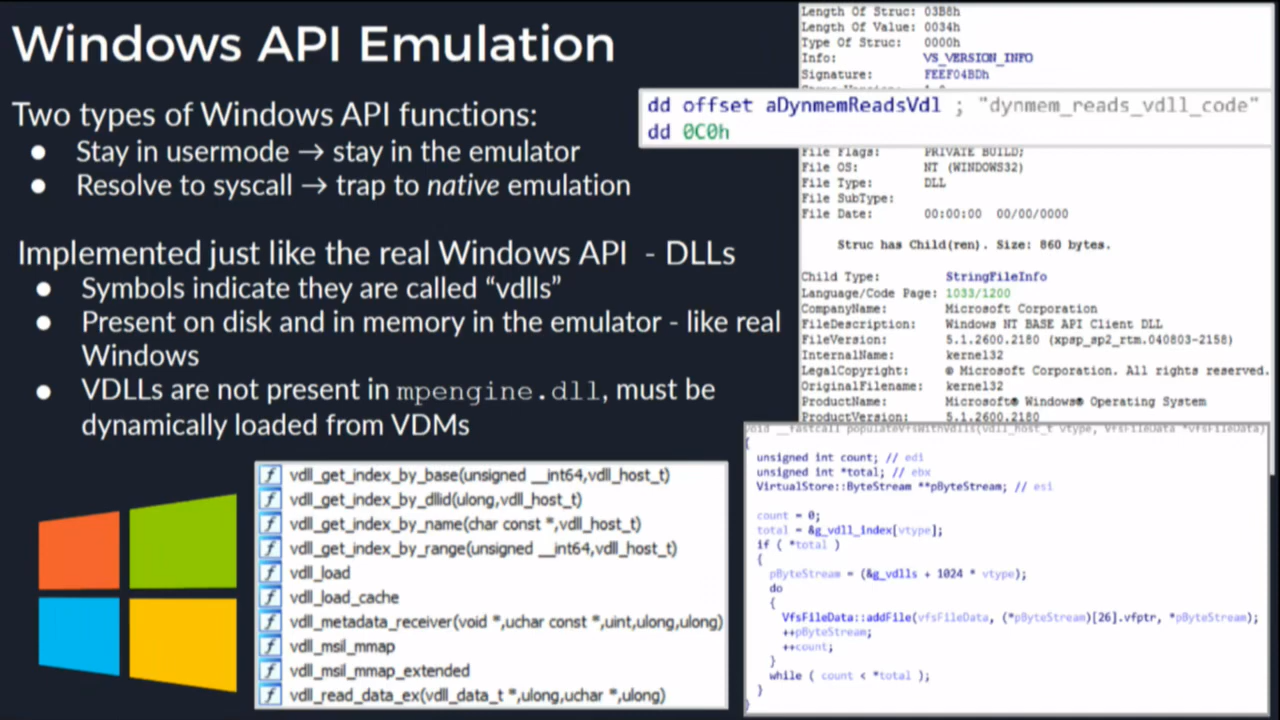 Windows API Emulation
Two types of Windows API functions:
● Stay in usermode → stay in the emulator
● Resolve to syscall → trap to native emulation
Implemented just like the real Windows API - DLLs
● Symbols indicate they are called “vdlls”
● Present on disk and in memory in the emulator - like real
Windows
● VDLLs are not present in mpengine.dll, must be
dynamically loaded from VDMs
Length Of Struc: 03B8h
Length Of Value: 0034h
Type Of Struc: 0000h
Info: VS_VERSION_INFO
Signature: FEEF04BDh
dd offset aDynmemReadsVdl ; "dynmem_reads_vdll_code"
dd 0C0h
File Flags: PRIVATE BUILD;
File OS: NT (WINDOWS32)
File Type: DLL
File SubType:
File Date: 00:00:00 00/00/0000
Struc has Child(ren). Size: 860 bytes.
Child Type: StringFileInfo
Language/Code Page: 1033/1200
CompanyName: Microsoft Corporation
FileDescription: Windows NT BASE API Client DLL
FileVersion: 5.1.2600.2180 (xpsp_sp2_rtm.040803-2158)
InternalName: kernel32
LegalCopyright: © Microsoft Corporation. All rights reserved.
OriginalFilename: kernel32
ProductName: Microsoft® Windows® Operating System
ProductVersion: 5.1.2600.2180
f vdll_get_index_by_base(unsigned __int64,vdll_host_t)
f vdll_get_index_by_dllid(ulong,vdll_host_t)
f vdll_get_index_by_name(char const *,vdll_host_t)
f vdll_get_index_by_range(unsigned __int64,vdll_host_t)
f vdll_load
f vdll_load_cache
f vdll_metadata_receiver(void *,uchar const *,uint,ulong,ulong)
f vdll_msil_mmap
f vdll_msil_mmap_extended
f vdll_read_data_ex(vdll_data_t *,ulong,uchar *,ulong)
void __fastcall populateVfsWithVdlls(vdll_host_t vtype, VfsFileData *vfsFileData)
{
unsigned int count; // edi
unsigned int *total; // ebx
VirtualStore::ByteStream **pByteStream; // esi
count = 0;
total = &g_vdll_index[vtype];
if ( *total )
{
pByteStream = (&g_vdlls + 1024 * vtype);
do
{
VfsFileData::addFile(vfsFileData, (*pByteStream)[26].vfptr, *pByteStream);
++pByteStream;
++count;
}
while ( count < *total );
}
}